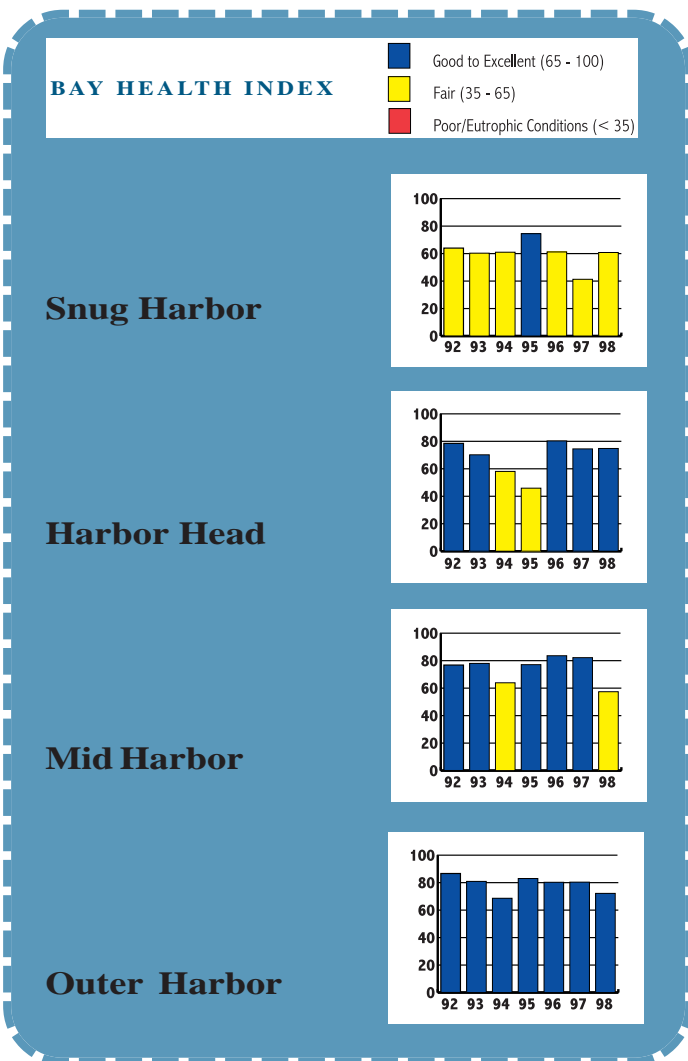 BAY HEALTH INDEX
Good to Excellent (65 - 100)
Fair (35 - 65)
Poor/Eutrophic Conditions (< 35)
Snug Harbor
100
80
60
40
20
0
92 93 94 95 96 97 98
Harbor Head
100
80
60
40
20
0
92 93 94 95 96 97 98
Mid Harbor
100
80
60
40
20
0
92 93 94 95 96 97 98
Outer Harbor
100
80
60
40
20
0
92 93 94 95 96 97 98